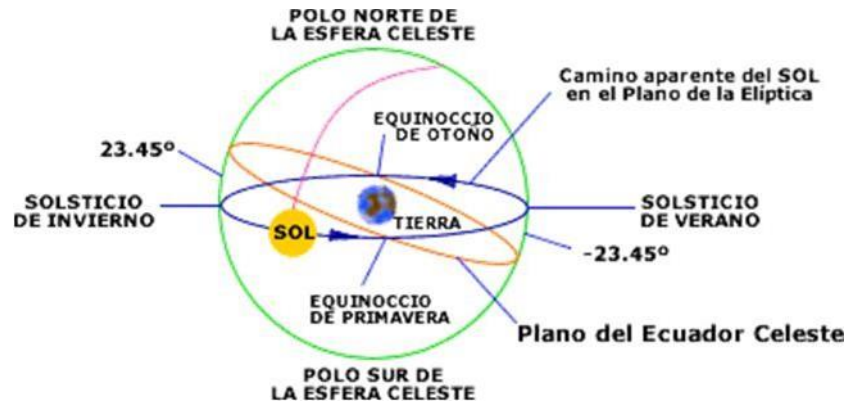 POLO NORTE DE
LA ESFERA CELESTE
Camino aparente del SOL
en el Plano de la Elíptica
EQUINOCCIO
DE OTOÑO
23.45º
SOLSTICIO
DE INVIERNO
SOL
TIERRA
SOLSTICIO
DE VERANO
-23.45º
EQUINOCCIO
DE PRIMAVERA
Plano del Ecuador Celeste
POLO SUR DE
LA ESFERA CELESTE